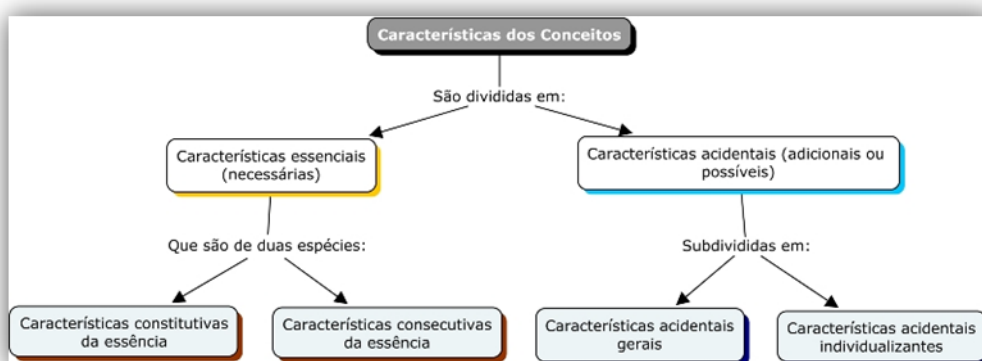 Características dos Conceitos
São divididas em:
Características essenciais
(necessárias)
Características acidentais (adicionais ou
possíveis)
Que são de duas espécies:
Subdivididas em:
Características constitutivas
da essência
Características consecutivas
da essência
Características acidentais
gerais
Características acidentais
individualizantes